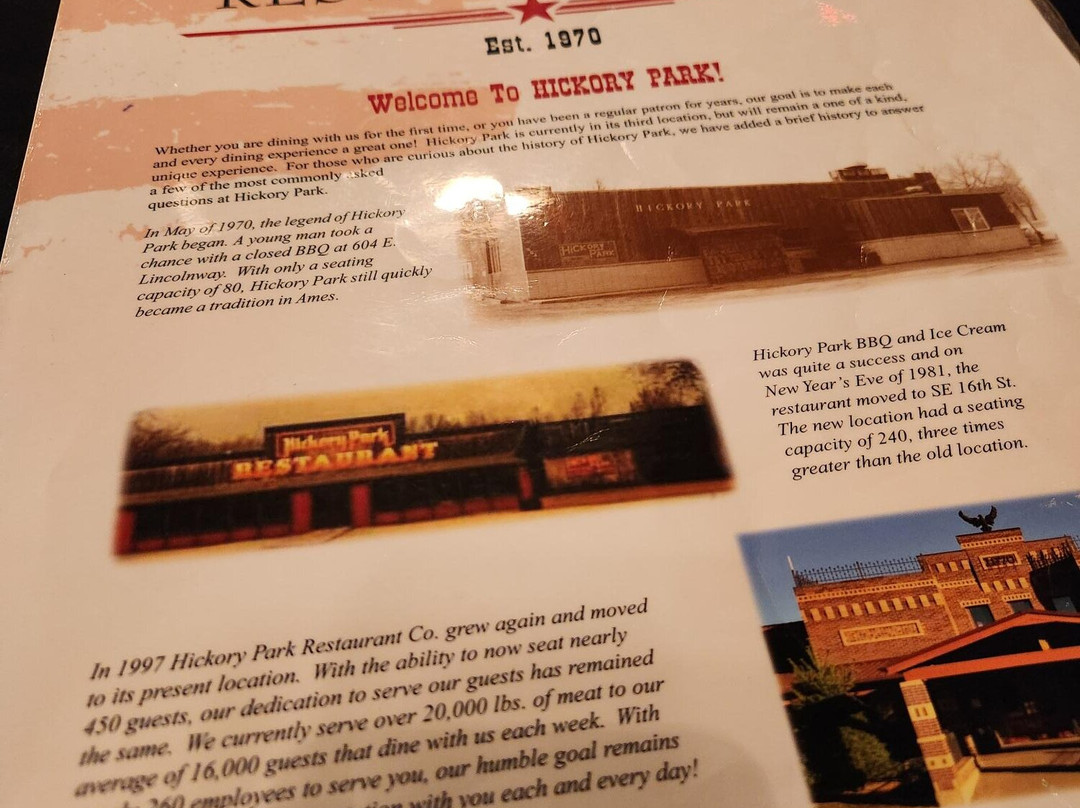 Est. 1970
Welcome To HICKORY PARK!
Whether you are dining with us for the first time, or you have been a regular patron for years, our goal is to make each
and every dining experience a great one! Hickory Park is currently in its third location, but will remain a one of a kind,
unique experience. For those who are curious about the history of Hickory Park, we have added a brief history to answer
a few of the most commonly asked
questions at Hickory Park.
In May of 1970, the legend of Hickory
Park began. A young man took a
chance with a closed BBQ at 604 E.
Lincolnway. With only a seating
capacity of 80, Hickory Park still quickly
became a tradition in Ames.
HICKORY PARK
HICKORY
PARK
Hickory Park BBQ and Ice Cream
was quite a success and on
New Year's Eve of 1981, the
restaurant moved to SE 16th St.
The new location had a seating
capacity of 240, three times
greater than the old location.
Hickory Park
RESTAURANT
1970
In 1997 Hickory Park Restaurant Co. grew again and moved
to its present location. With the ability to now seat nearly
450 guests, our dedication to serve our guests has remained
the same. We currently serve over 20,000 lbs. of meat to our
average of 16,000 guests that dine with us each week. With
260 employees to serve you, our humble goal remains
with you each and every day!